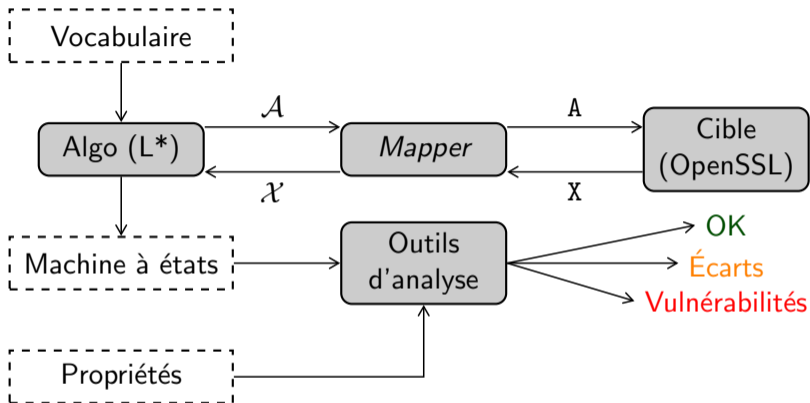 Vocabulaire
𝒜
A
Algo (L*)
Mapper
Cible
(OpenSSL)
𝒳
X
Machine à états
Outils
d'analyse
OK
Écarts
Vulnérabilités
Propriétés